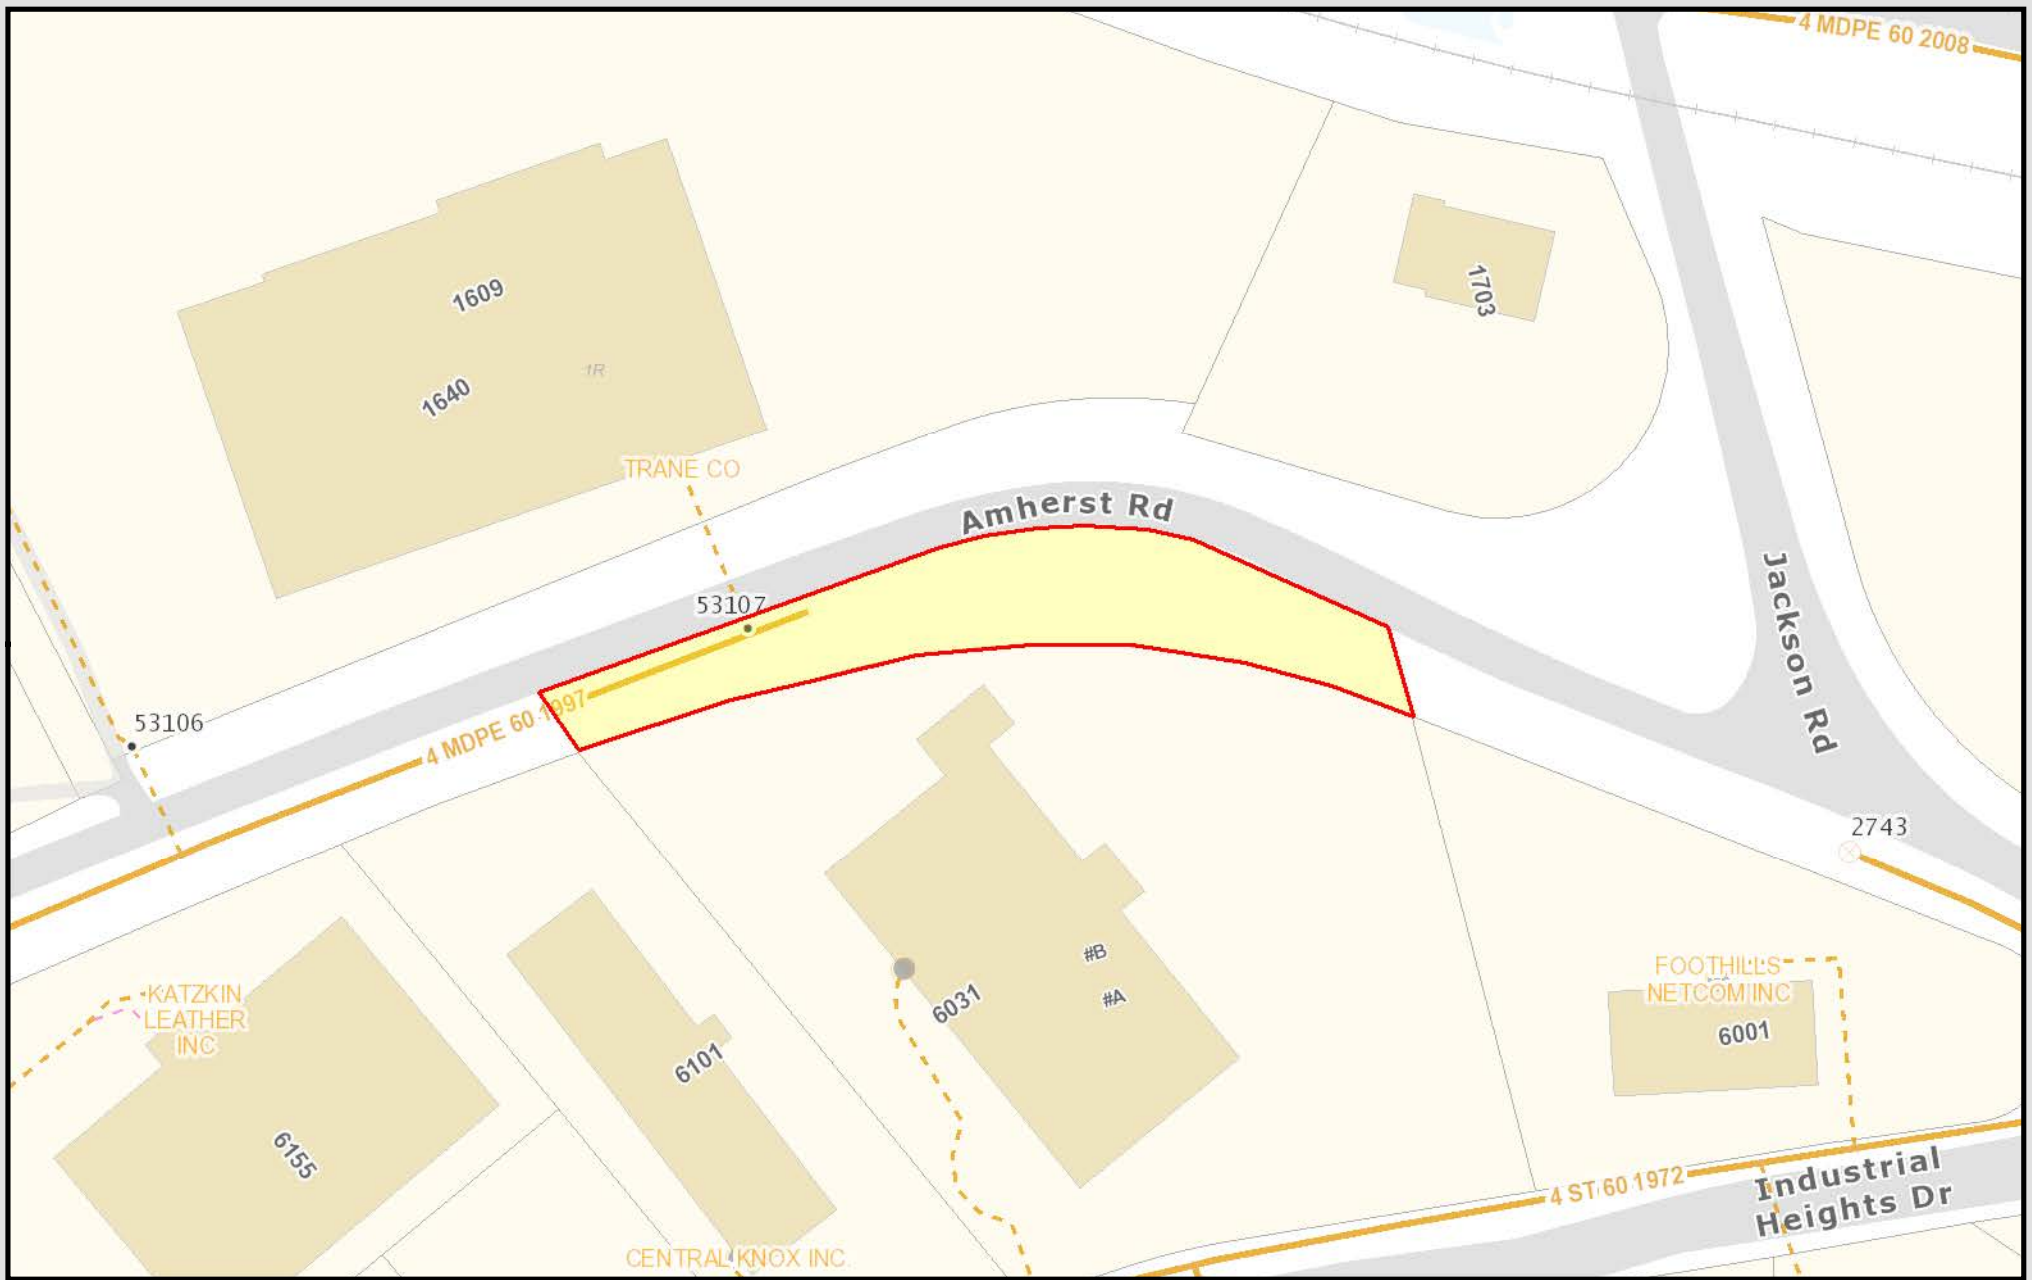 4 MDPE 60 2008
1609
1703
1R
1640
TRANE CO
Amherst Rd
53107
Jackson Rd
4 MDPE 60 1997
53106
2743
#B
#A
6031
FOOTHILLS
NETCOM INC
6001
KATZKIN
LEATHER
INC
6101
6155
4 ST 60 1972
Industrial
Heights Dr
CENTRAL KNOX INC